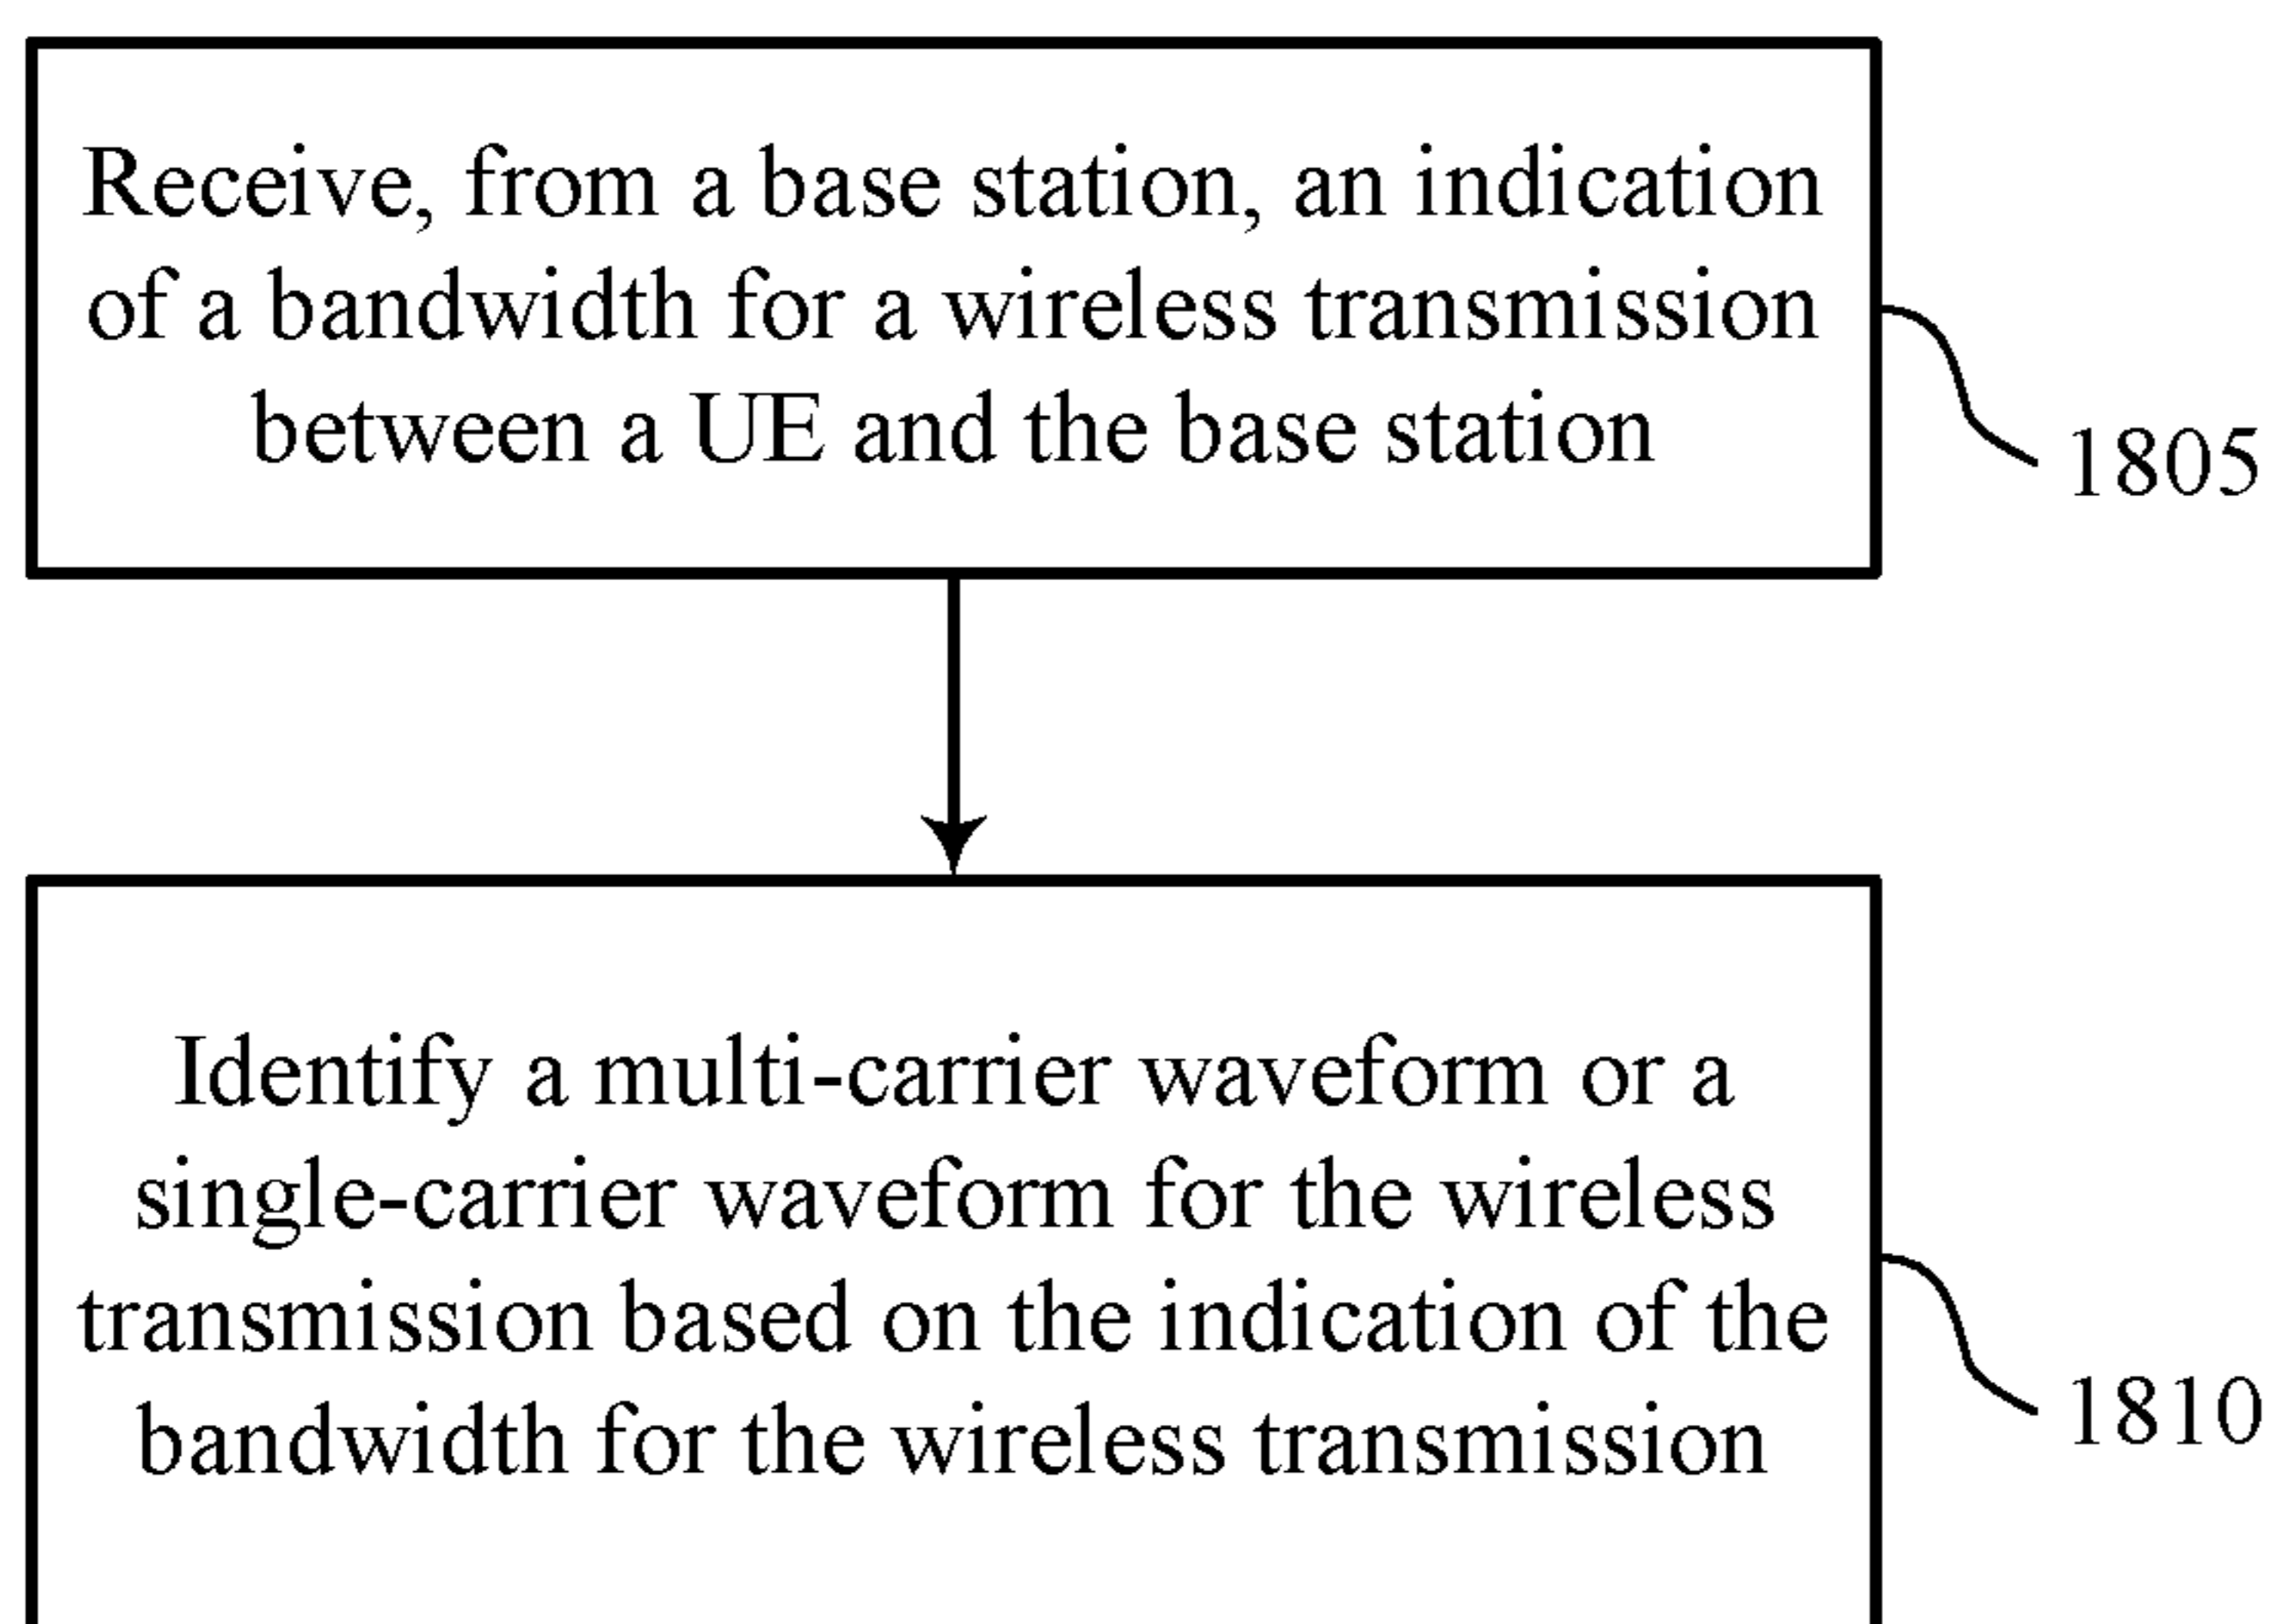 Receive, from a base station, an indication
of a bandwidth for a wireless transmission
between a UE and the base station
1805
Identify a multi-carrier waveform or a
single-carrier waveform for the wireless
transmission based on the indication of the
bandwidth for the wireless transmission
1810